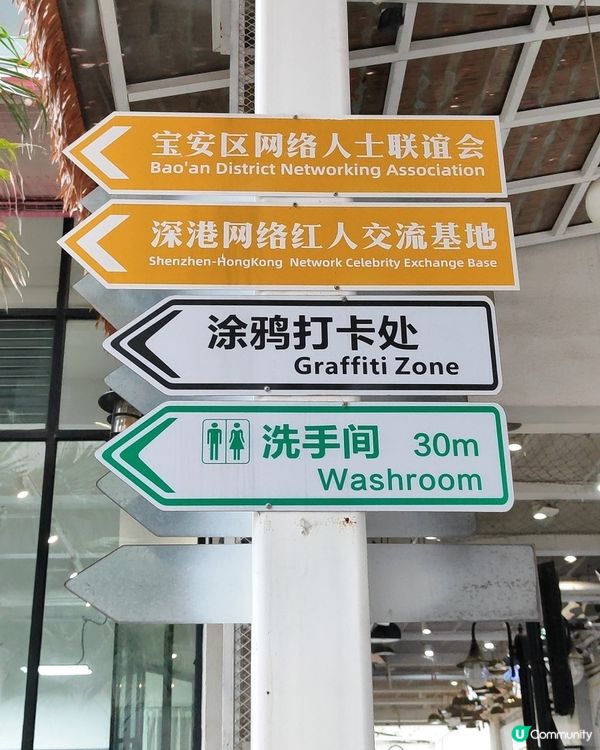 宝安区网络人士联谊会
Bao'an District Networking Association
深港网络红人交流基地
Shenzhen-HongKong Network Celebrity Exchange Base
涂鸦打卡处
Graffiti Zone
洗手间 30m
Washroom
U Community